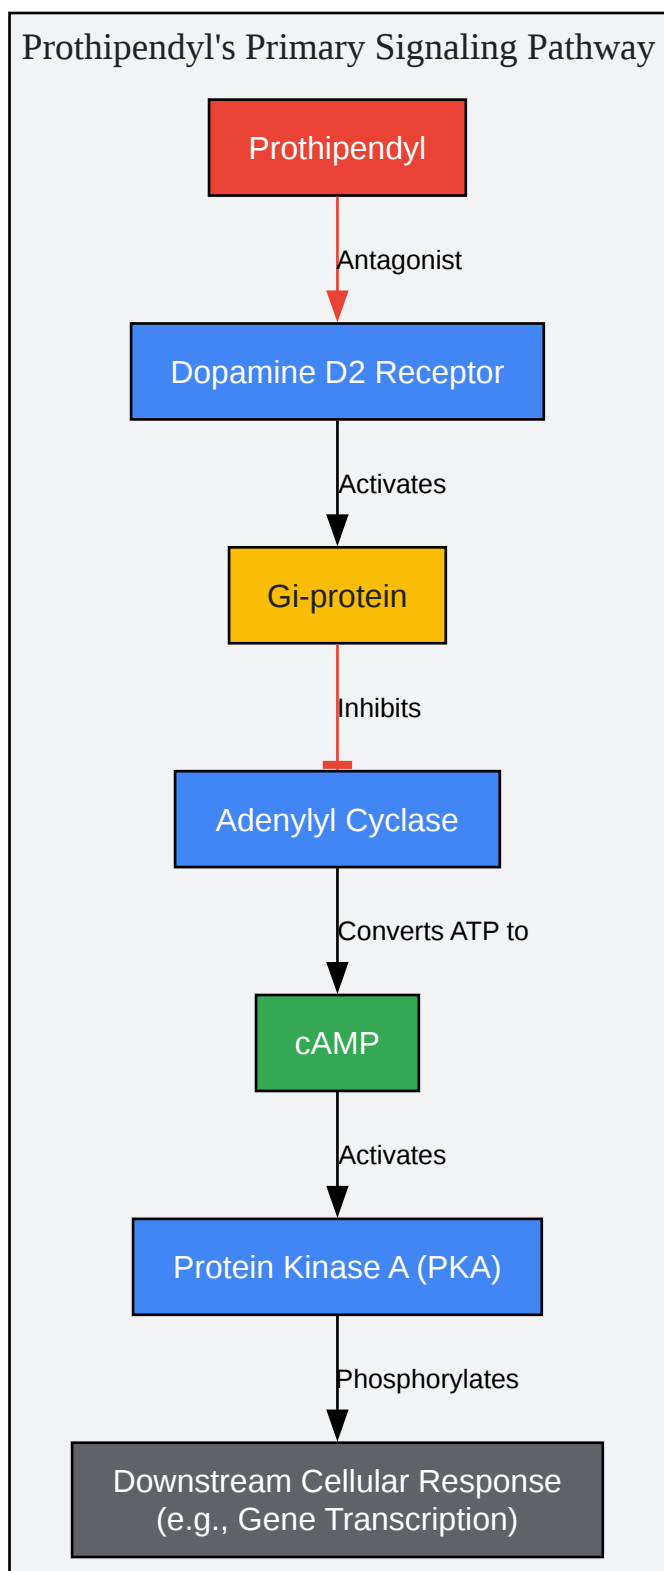 Prothipendyl's Primary Signaling Pathway
Prothipendyl
Antagonist
Dopamine D2 Receptor
Activates
Gi-protein
Inhibits
Adenylyl Cyclase
Converts ATP to
cAMP
Activates
Protein Kinase A (PKA)
Phosphorylates
Downstream Cellular Response
(e.g., Gene Transcription)